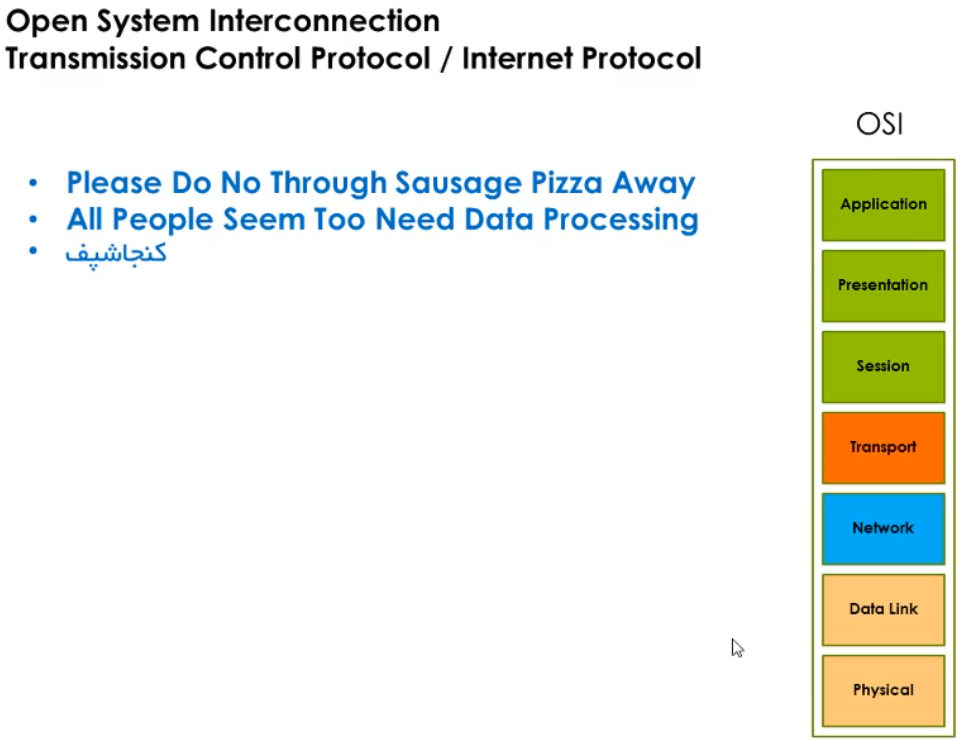 Open System Interconnection
Transmission Control Protocol / Internet Protocol
• Please Do No Through Sausage Pizza Away
• All People Seem Too Need Data Processing
• کنجاشپف
OSI
Application
Presentation
Session
Transport
Network
Data Link
Physical